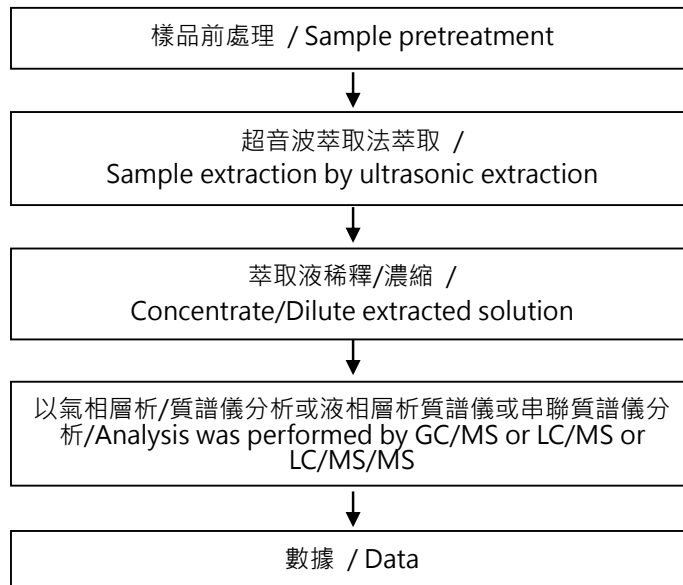 樣品前處理 / Sample pretreatment
超音波萃取法萃取 /
Sample extraction by ultrasonic extraction
萃取液稀釋/濃縮 /
Concentrate/Dilute extracted solution
以氣相層析/質譜儀分析或液相層析質譜儀或串聯質譜儀分
析/Analysis was performed by GC/MS or LC/MS or
LC/MS/MS
數據 / Data